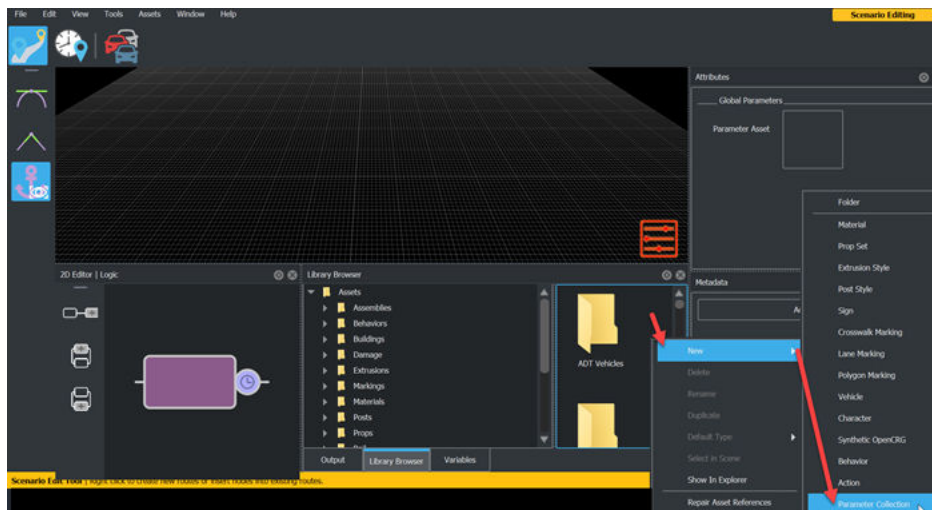 File Edit View Tools Assets Window Help
Scenario Editing
Attributes
Global Parameters
Parameter Asset
2D Editor | Logic
Library Browser
Assets
Assemblies
Behaviors
Buildings
Damage
Extrusions
Markings
Materials
Posts
Props
ADT Vehicles
Output Library Browser Variables
Metadata
New
Delete
Rename
Duplicate
Default Type
Select in Scene
Show In Explorer
Repair Asset References
Folder
Material
Prop Set
Extrusion Style
Post Style
Sign
Crosswalk Marking
Lane Marking
Polygon Marking
Vehicle
Character
Synthetic OpenCRG
Behavior
Action
Parameter Collection
Scenario Edit Tool | Right click to create new routes or insert nodes into existing routes.